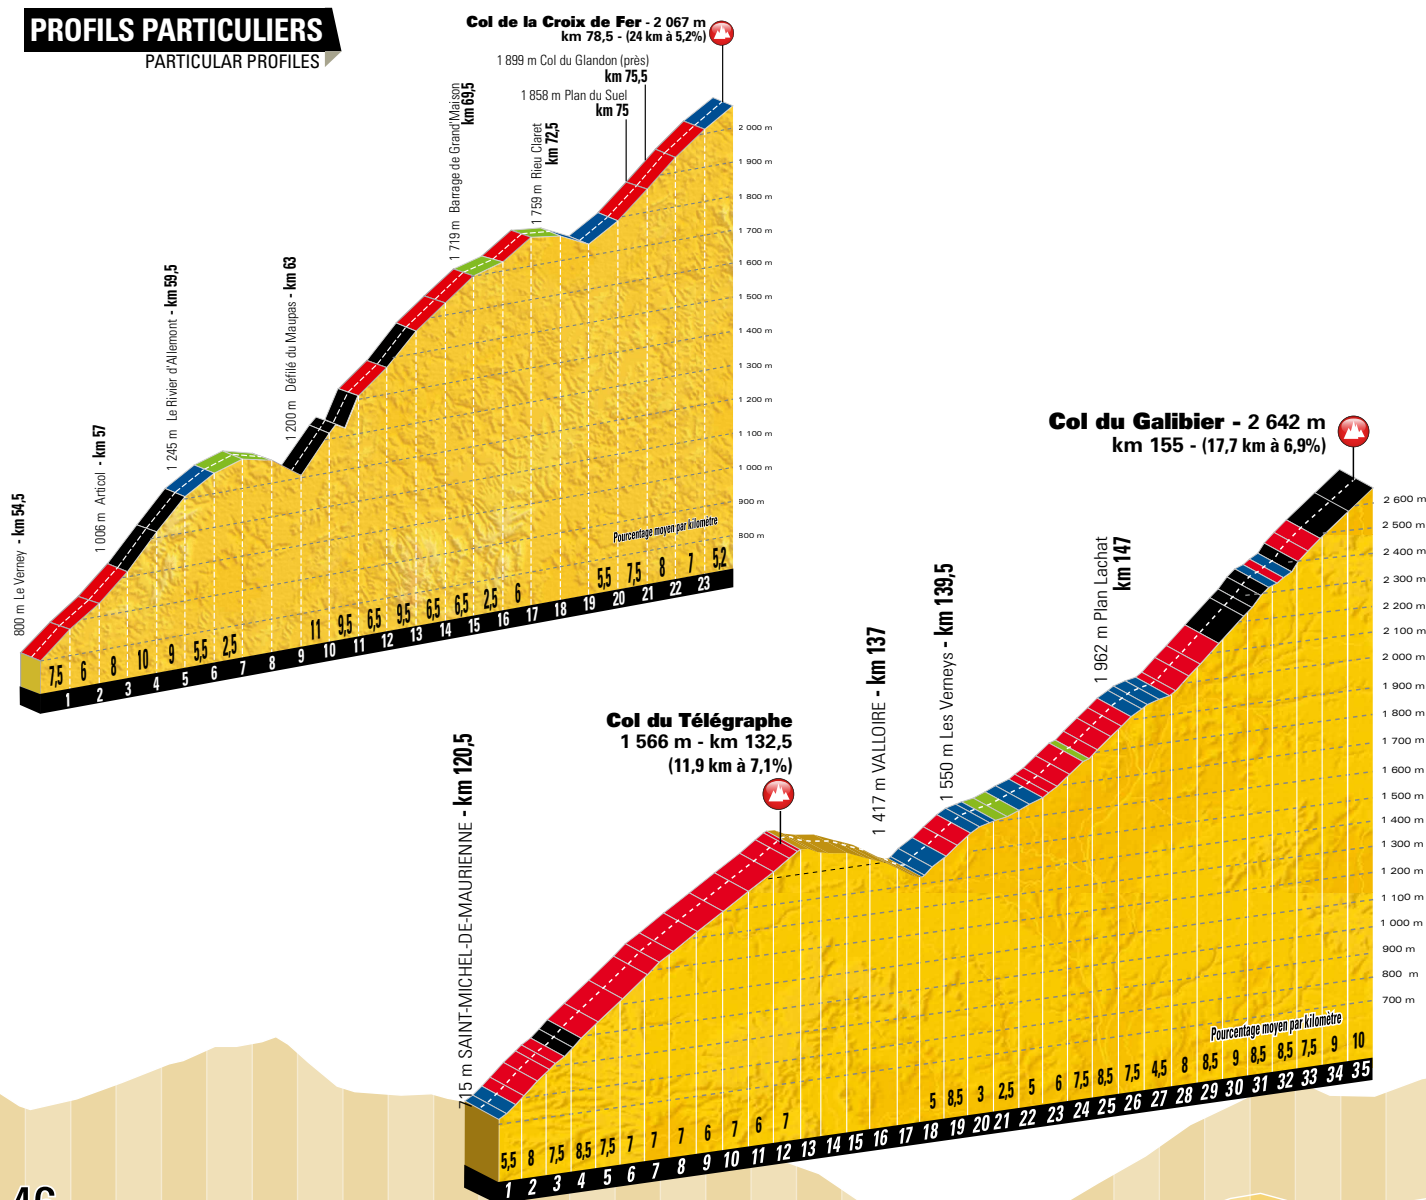 PROFILS PARTICULIERS
PARTICULAR PROFILES
Col de la Croix de Fer - 2 067 m
km 78,5 - (24 km à 5,2%)
1 899 m Col du Glandon (près)
km 75,5
1 858 m Plan du Suel
km 75
1 759 m Rieu Claret
km 72,5
1 719 m Barrage de Grand'Maison
km 69,5
1 200 m Défilé du Maupas - km 63
1 245 m Le Rivier d'Allemont - km 59,5
1 006 m Articol - km 57
800 m Le Verney - km 54,5
2 000 m
1 900 m
1 800 m
1 700 m
1 600 m
1 500 m
1 400 m
1 300 m
1 200 m
1 100 m
1 000 m
900 m
800 m
Pourcentage moyen par kilomètre
7,5 6 8 10 9 5,5 2,5 11 9,5 6,5 9,5 6,5 6,5 2,5 6 5,5 7,5 8 7 5,2
1 2 3 4 5 6 7 8 9 10 11 12 13 14 15 16 17 18 19 20 21 22 23
Col du Galibier - 2 642 m
km 155 - (17,7 km à 6,9%)
1 962 m Plan Lachat
km 147
1 550 m Les Verneys - km 139,5
1 417 m VALLOIRE - km 137
Col du Télégraphe
1 566 m - km 132,5
(11,9 km à 7,1%)
715 m SAINT-MICHEL-DE-MAURIENNE - km 120,5
2 600 m
2 500 m
2 400 m
2 300 m
2 200 m
2 100 m
2 000 m
1 900 m
1 800 m
1 700 m
1 600 m
1 500 m
1 400 m
1 300 m
1 200 m
1 100 m
1 000 m
900 m
800 m
700 m
Pourcentage moyen par kilomètre
5,5 8 7,5 8,5 7,5 7 7 7 6 7 6 7 5 8,5 3 2,5 5 6 7,5 8,5 7,5 4,5 8 8,5 9 8,5 8,5 7,5 9 10
1 2 3 4 5 6 7 8 9 10 11 12 13 14 15 16 17 18 19 20 21 22 23 24 25 26 27 28 29 30 31 32 33 34 35